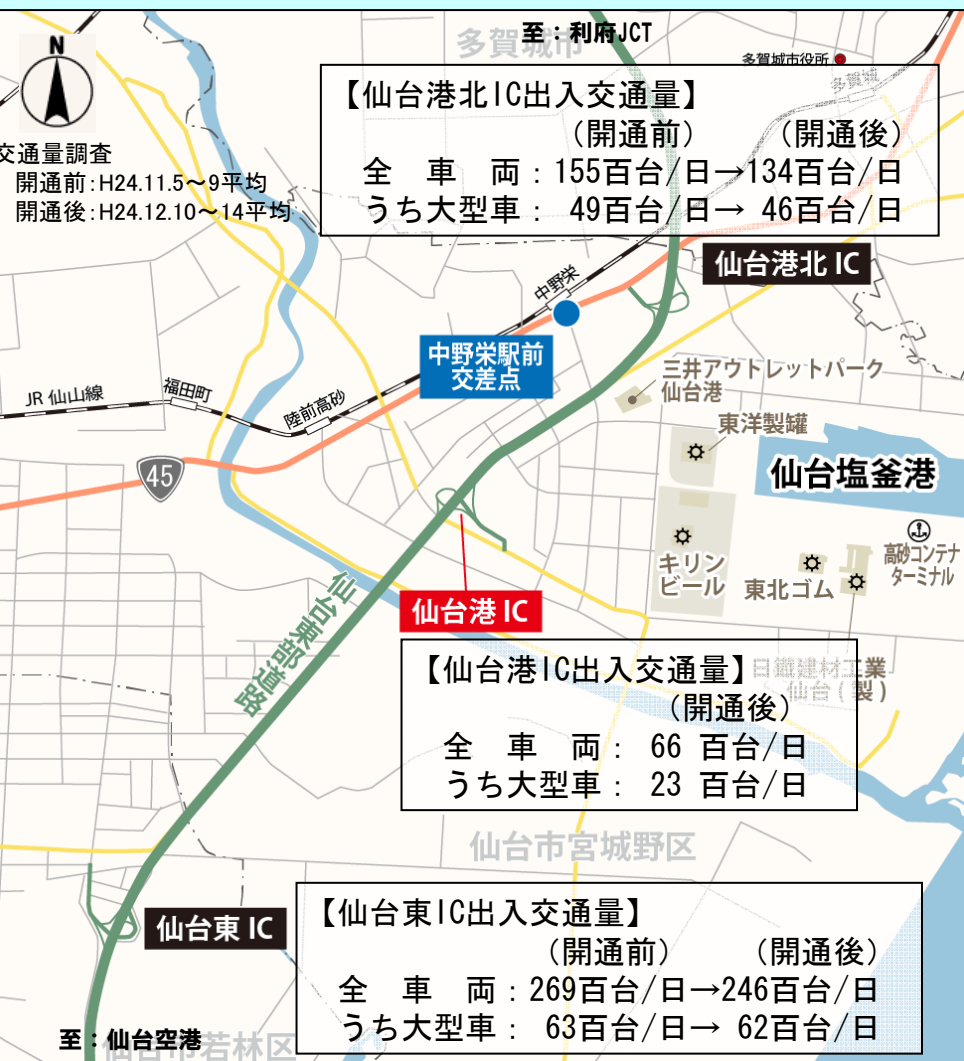 至：利府JCT
多賀城市
多賀城市役所
多賀城
N
交通量調査
開通前:H24.11.5～9平均
開通後:H24.12.10～14平均
【仙台港北IC出入交通量】
（開通前） （開通後）
全 車 両：155百台/日→134百台/日
うち大型車： 49百台/日→ 46百台/日
仙台港北 IC
中野栄
中野栄駅前
交差点
三井アウトレットパーク
仙台港
JR 仙山線
福田町
陸前高砂
東洋製罐
45
仙台塩釜港
キリン
ビール
東北ゴム
高砂コンテナ
ターミナル
仙台東部道路
仙台港 IC
【仙台港IC出入交通量】
（開通後）
全 車 両： 66 百台/日
うち大型車： 23 百台/日
日鐵建材工業
仙台(製)
仙台市宮城野区
仙台東 IC
【仙台東IC出入交通量】
（開通前） （開通後）
全 車 両：269百台/日→246百台/日
うち大型車： 63百台/日→ 62百台/日
至：仙台空港
仙台市若林区